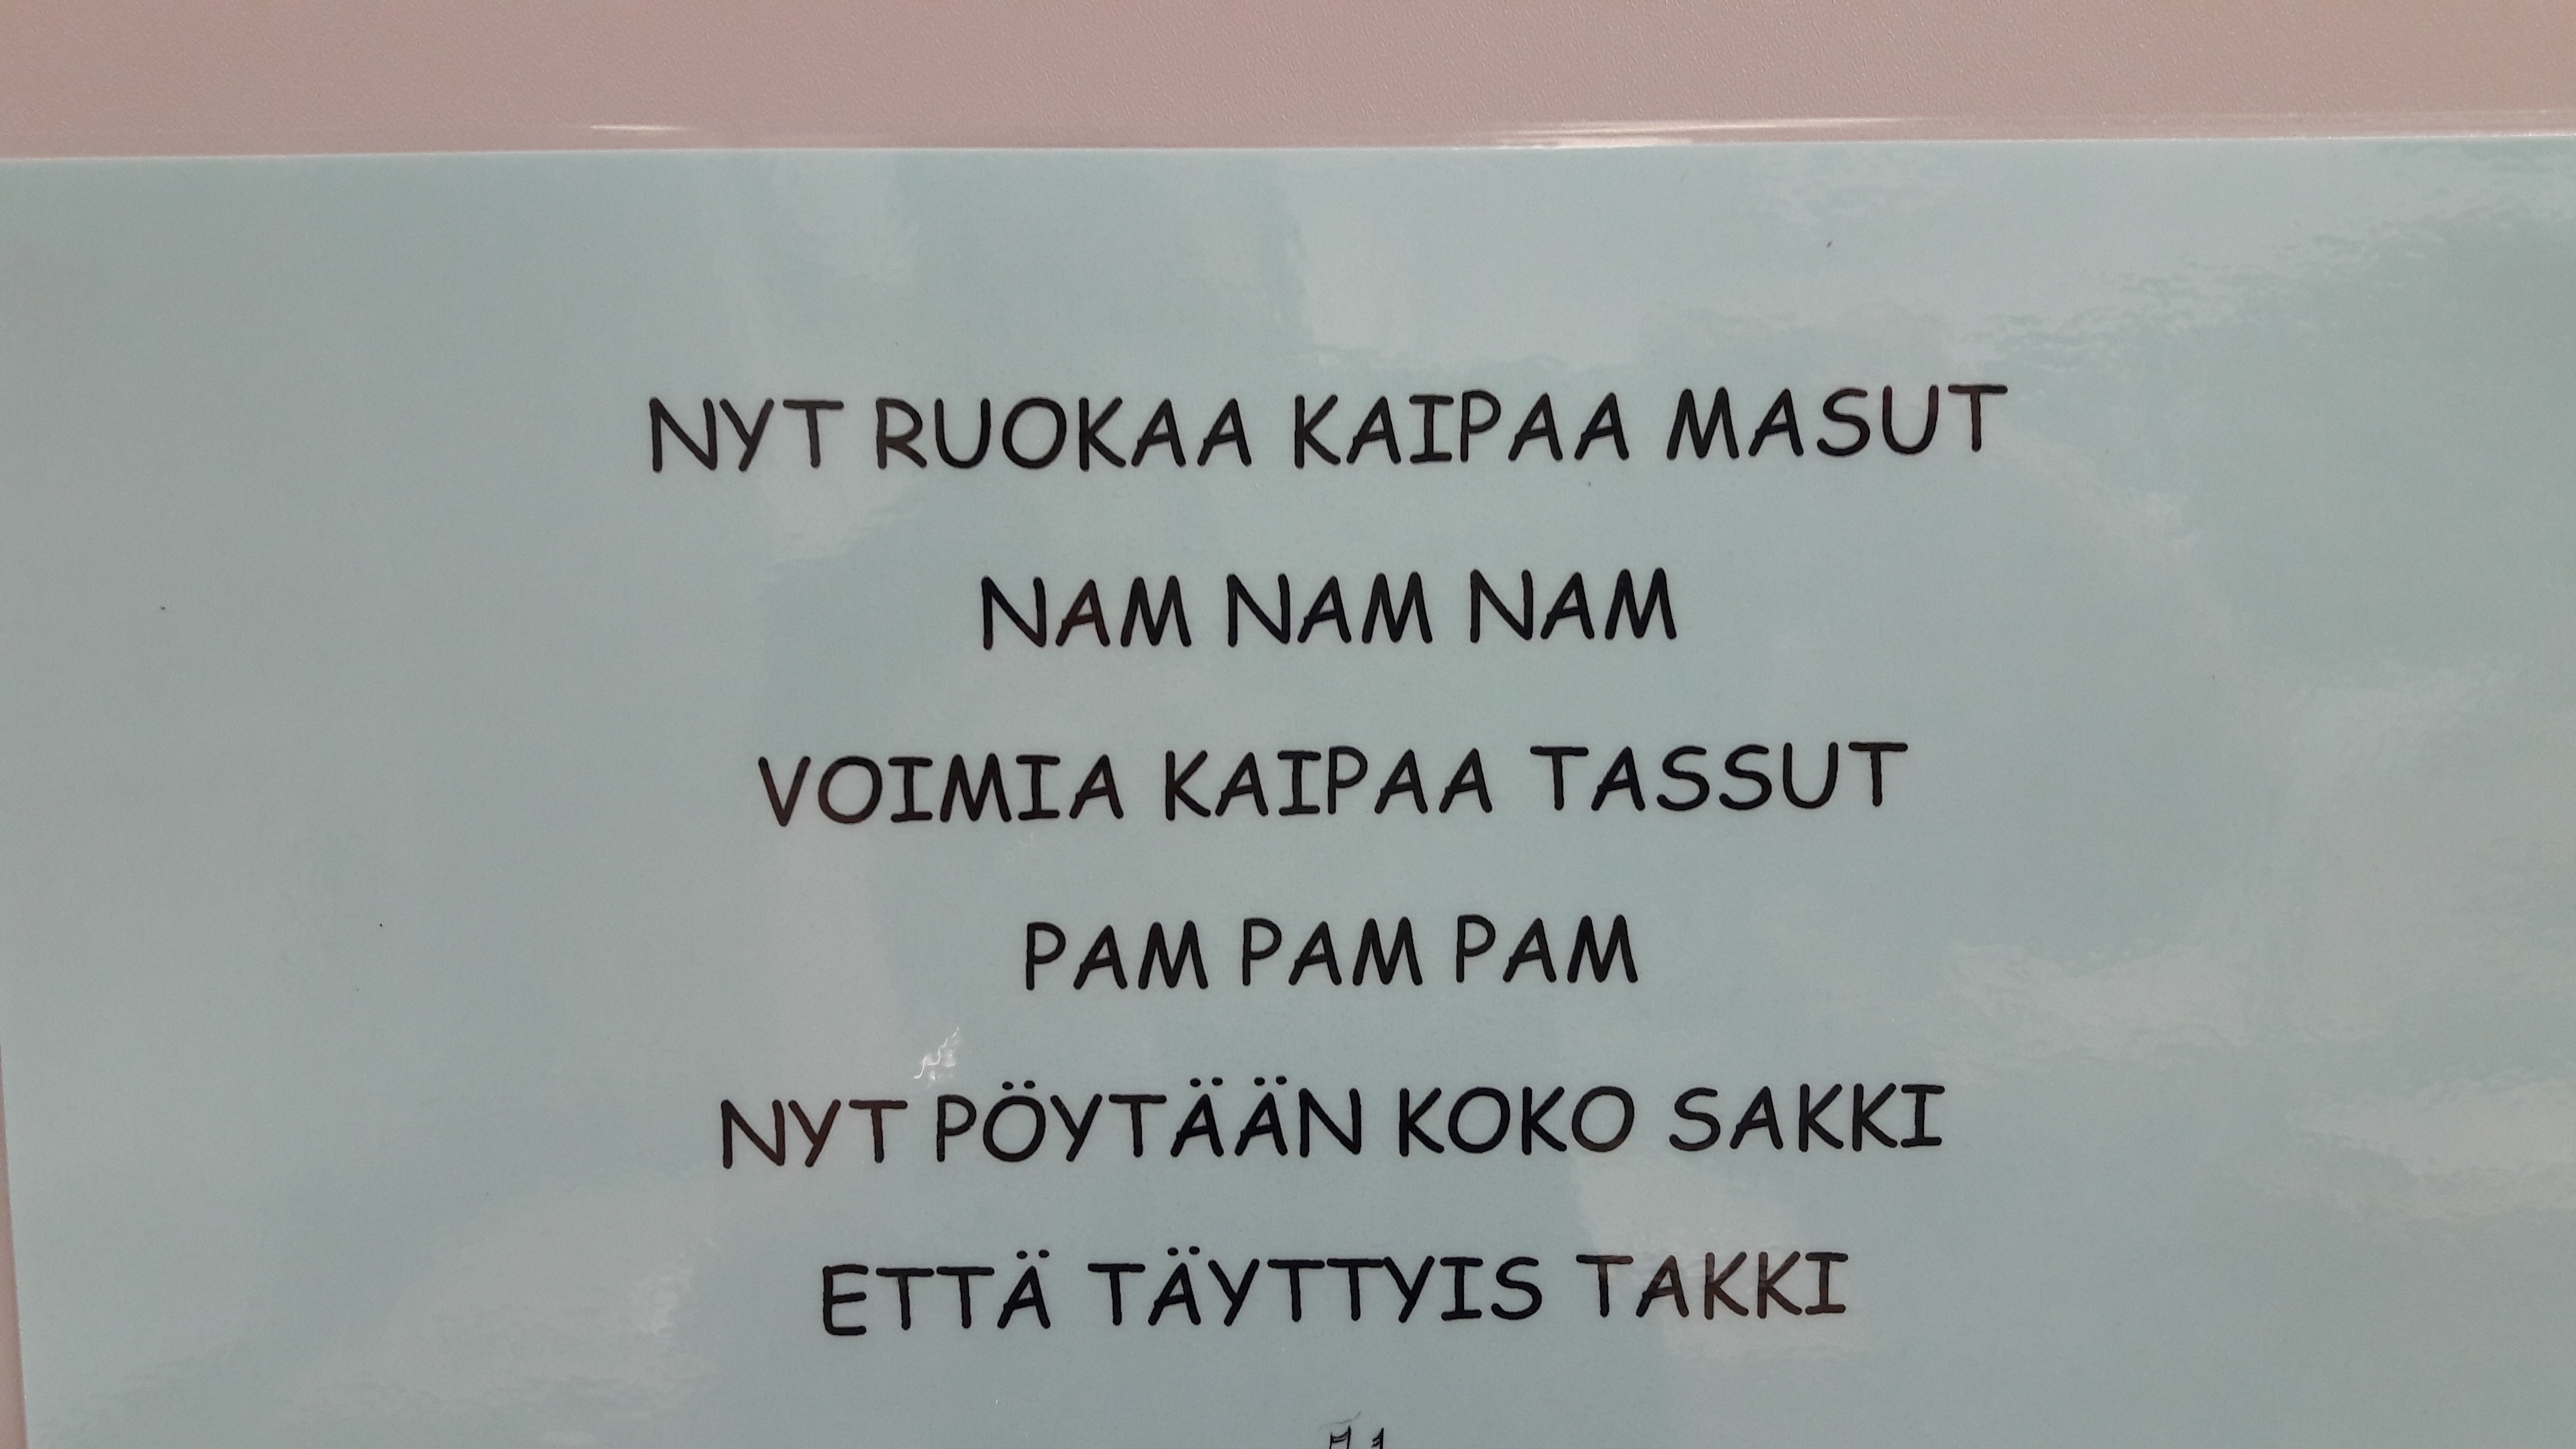 NYT RUOKAA KAIPAA MASUT
NAM NAM NAM
VOIMIA KAIPAA TASSUT
PAM PAM PAM
NYT PÖYTÄÄN KOKO SAKKI
ETTÄ TÄYTTYIS TAKKI